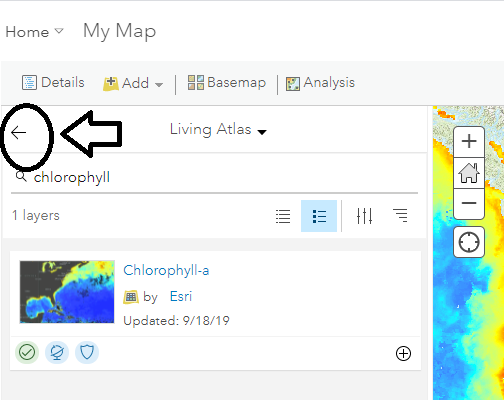 Home My Map
Details Add Basemap Analysis
Living Atlas
chlorophyll
1 layers
Chlorophyll-a
by Esri
Updated: 9/18/19